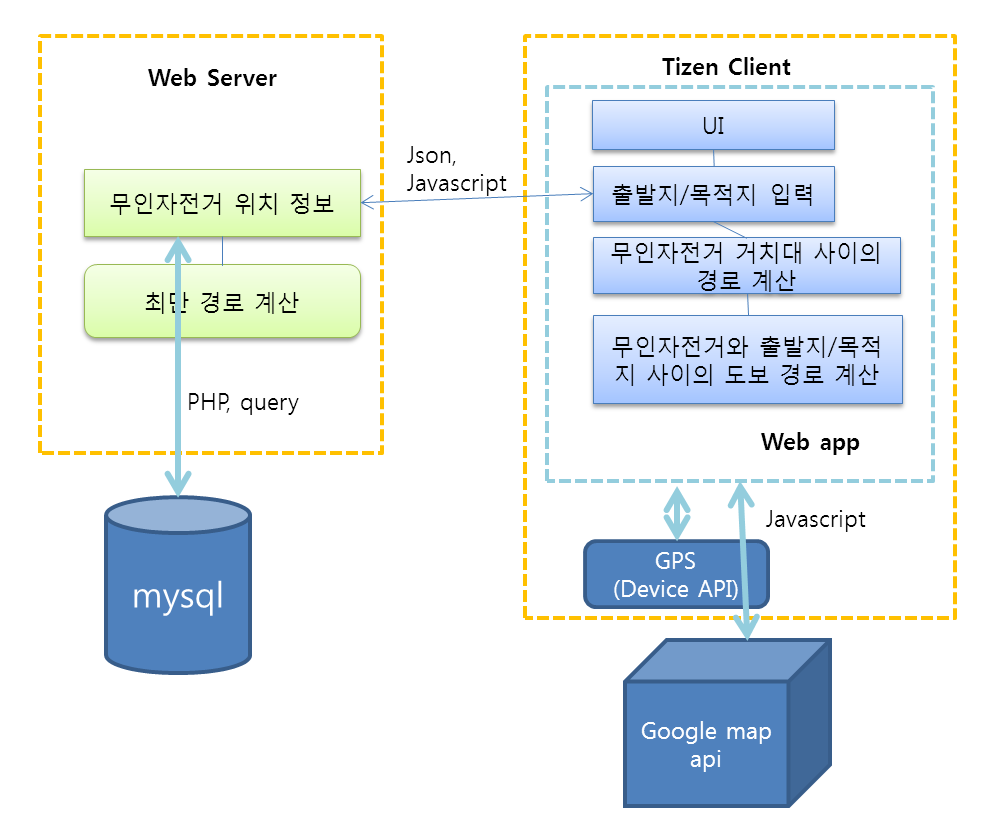 Web Server
무인자전거 위치 정보
최단 경로 계산
PHP, query
mysql
Json,
Javascript
Tizen Client
UI
출발지/목적지 입력
무인자전거 거치대 사이의
경로 계산
무인자전거와 출발지/목적
지 사이의 도보 경로 계산
Web app
Javascript
GPS
(Device API)
Google map
api